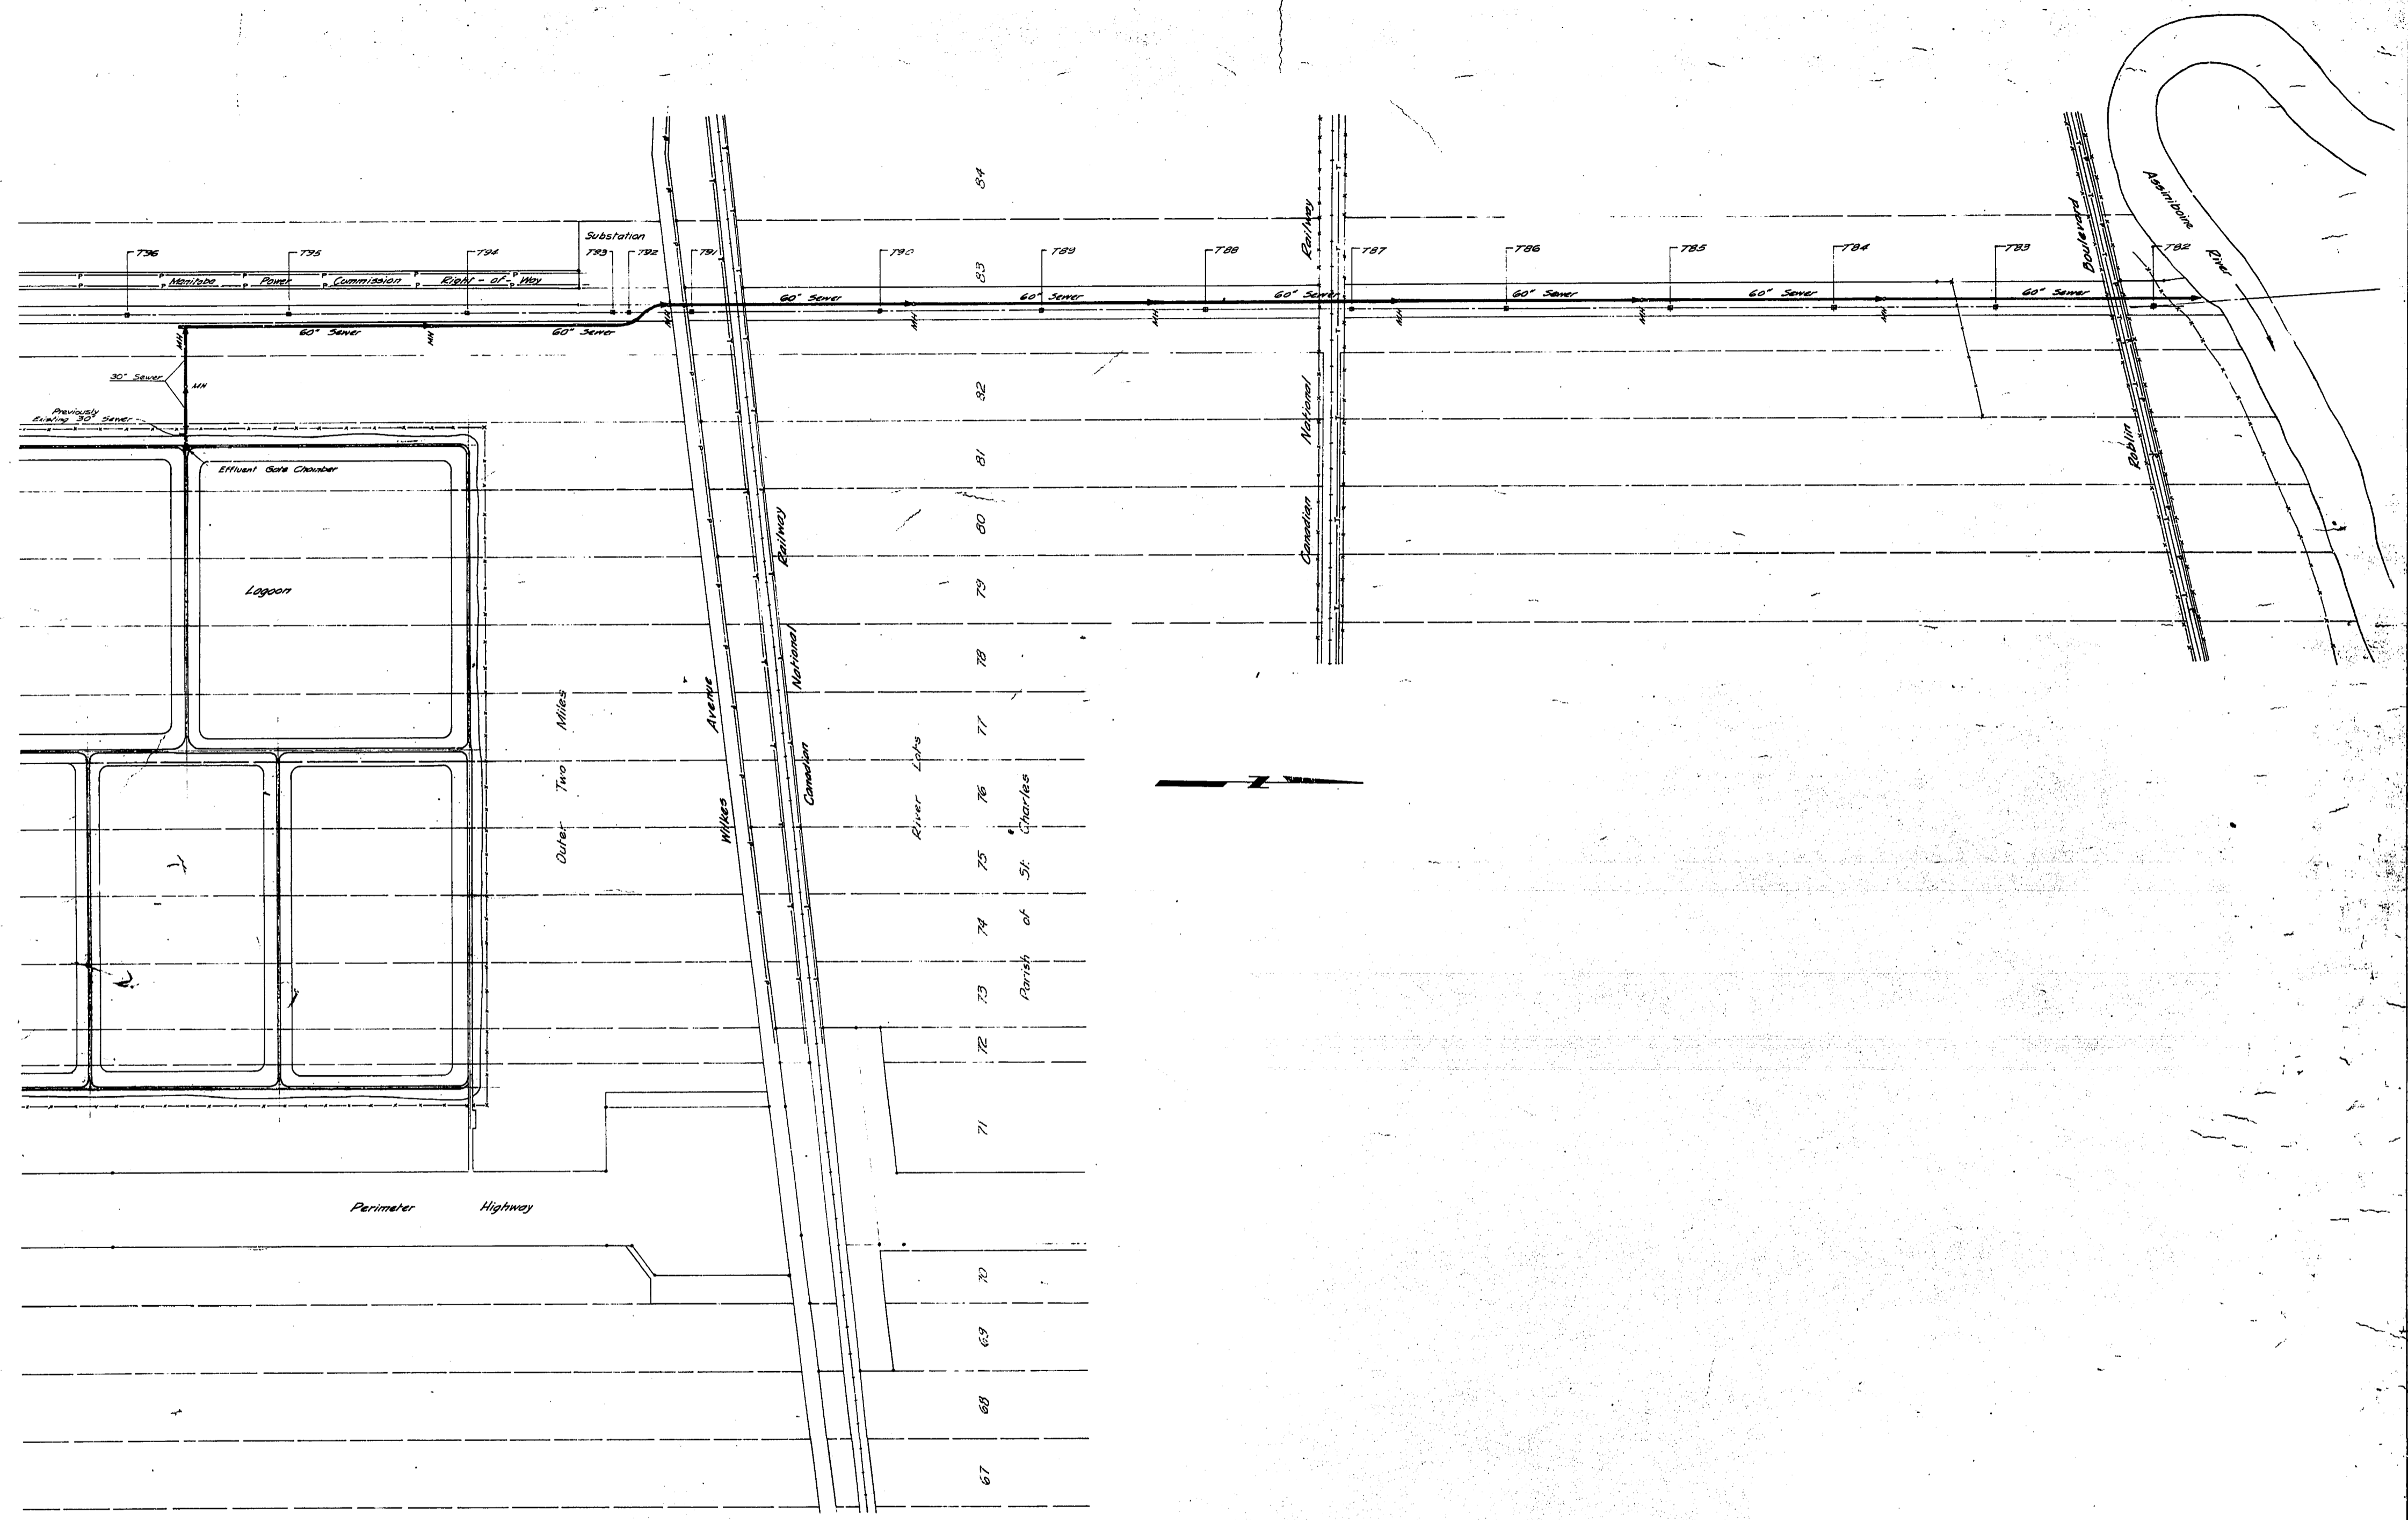 84
Substation
T96
T95
T94
T93
T92
T91
T90
T89
T88
T87
T86
T85
T84
T83
T82
83
Manitoba Power Commission Right-of-Way
60" Sewer
60" Sewer
60" Sewer
60" Sewer
60" Sewer
60" Sewer
60" Sewer
60" Sewer
MH
MH
MH
MH
MH
MH
MH
MH
30" Sewer
MH
Previously
Existing 30" Sewer
Effluent Gate Chamber
Lagoon
Canadian National Railway
Roblin Boulevard
Assiniboine River
82
81
80
79
78
77
76
75
74
73
72
71
70
69
68
67
Outer Two Miles
Wilkes Avenue
Canadian National Railway
River Lots
Parish of St. Charles
N
Perimeter Highway